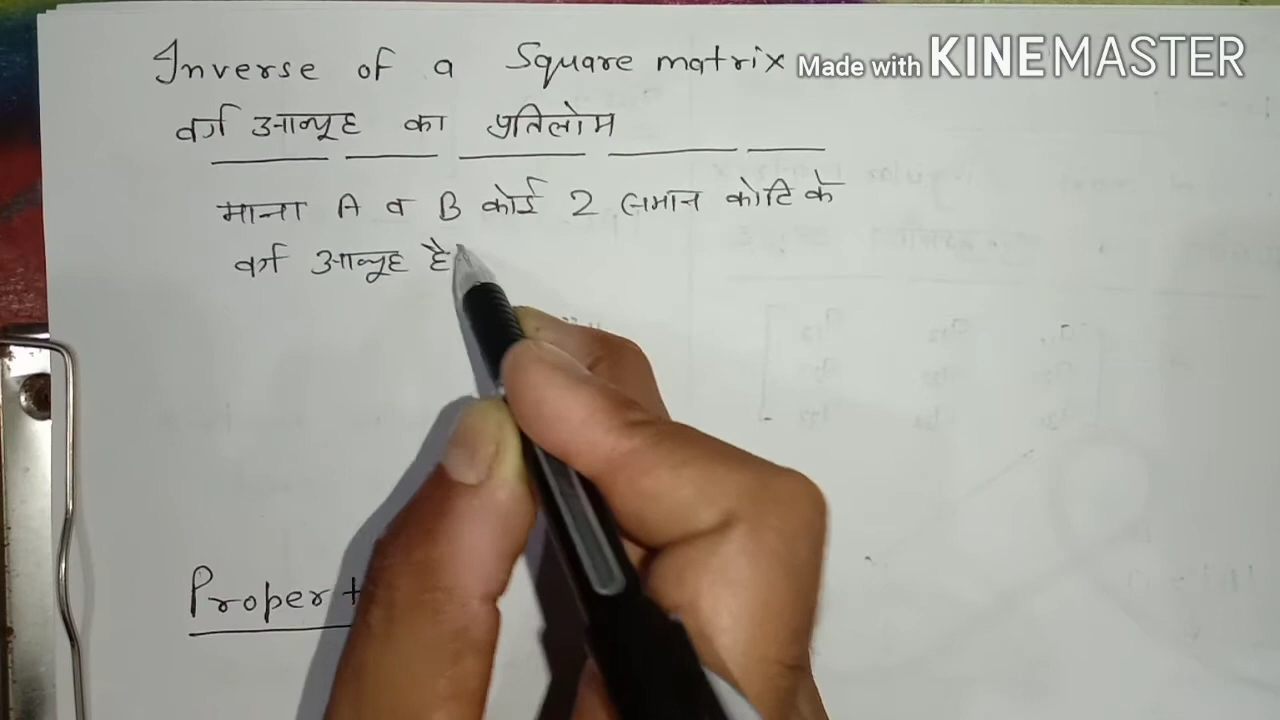 Inverse of a Square matrix
Made with KINEMASTER
वर्ग आव्यूह का प्रतिलोम
माना A व B कोई 2 समान कोटि के
वर्ग आव्यूह है
Propert